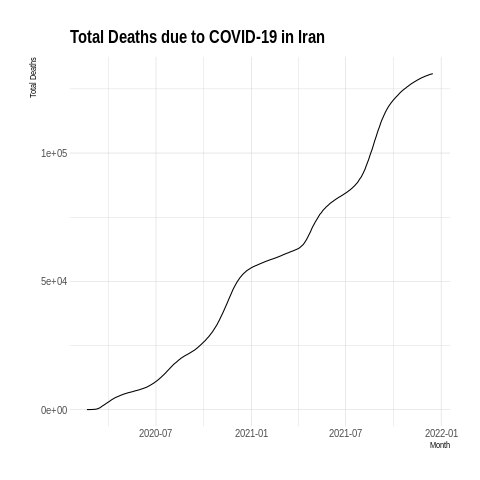 Total Deaths due to COVID-19 in Iran
Total Deaths
1e+05
5e+04
0e+00
2020-07 2021-01 2021-07 2022-01
Month